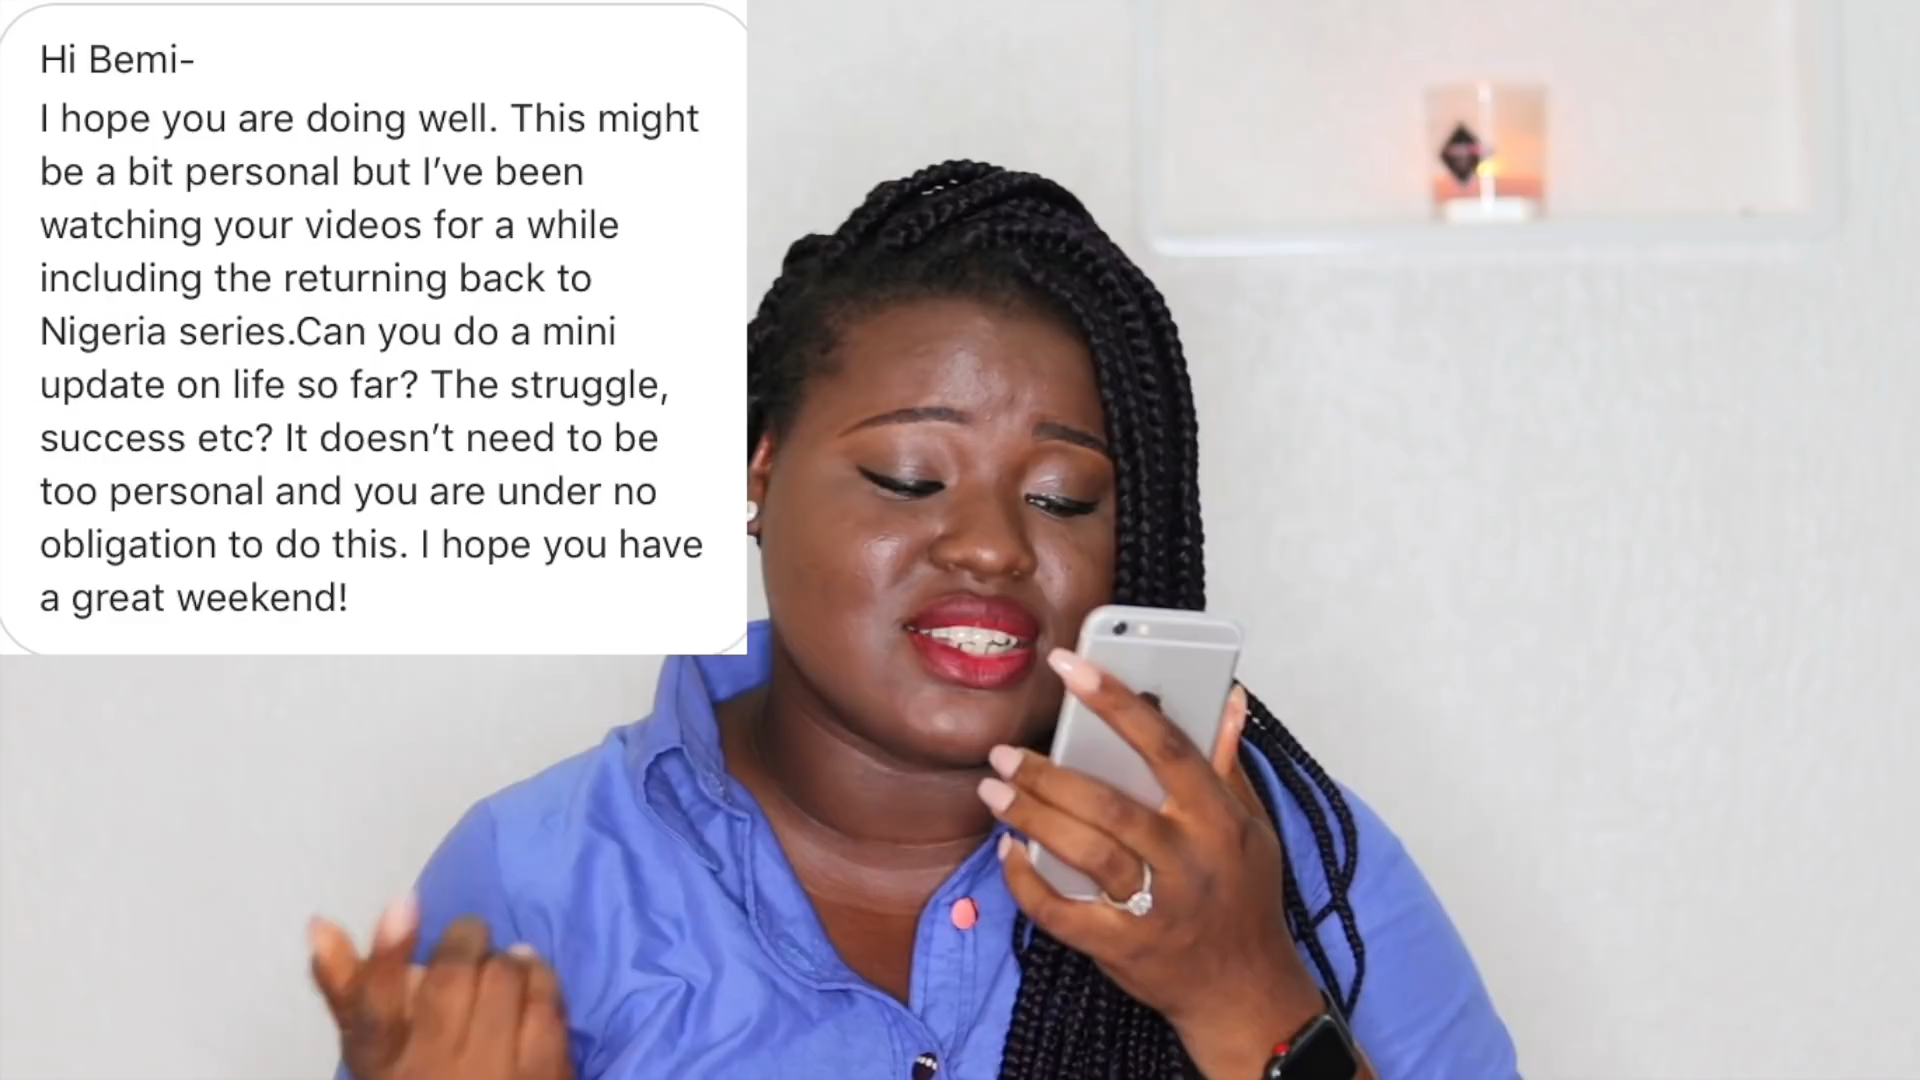 Hi Bemi-
I hope you are doing well. This might
be a bit personal but I’ve been
watching your videos for a while
including the returning back to
Nigeria series.Can you do a mini
update on life so far? The struggle,
success etc? It doesn’t need to be
too personal and you are under no
obligation to do this. I hope you have
a great weekend!